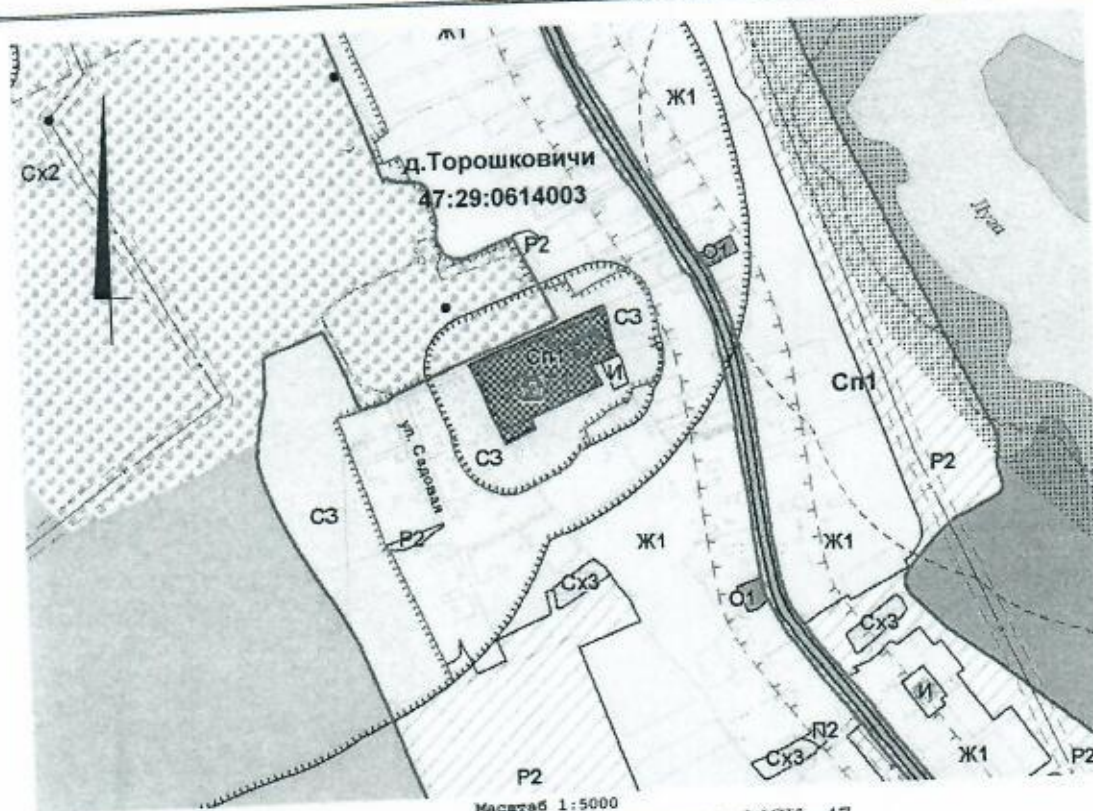 Ж1
Ж1
д.Торошковичи
47:29:0614003
Сх2
Луга
Р2
О1
СЗ
Сп1
И
Сп1
СЗ
ул. Садовая
Р2
СЗ
Р2
Ж1
Ж1
Сх3
О1
Сх3
И
П2
Сх3
Ж1
Р2
Р2
Масштаб 1:5000